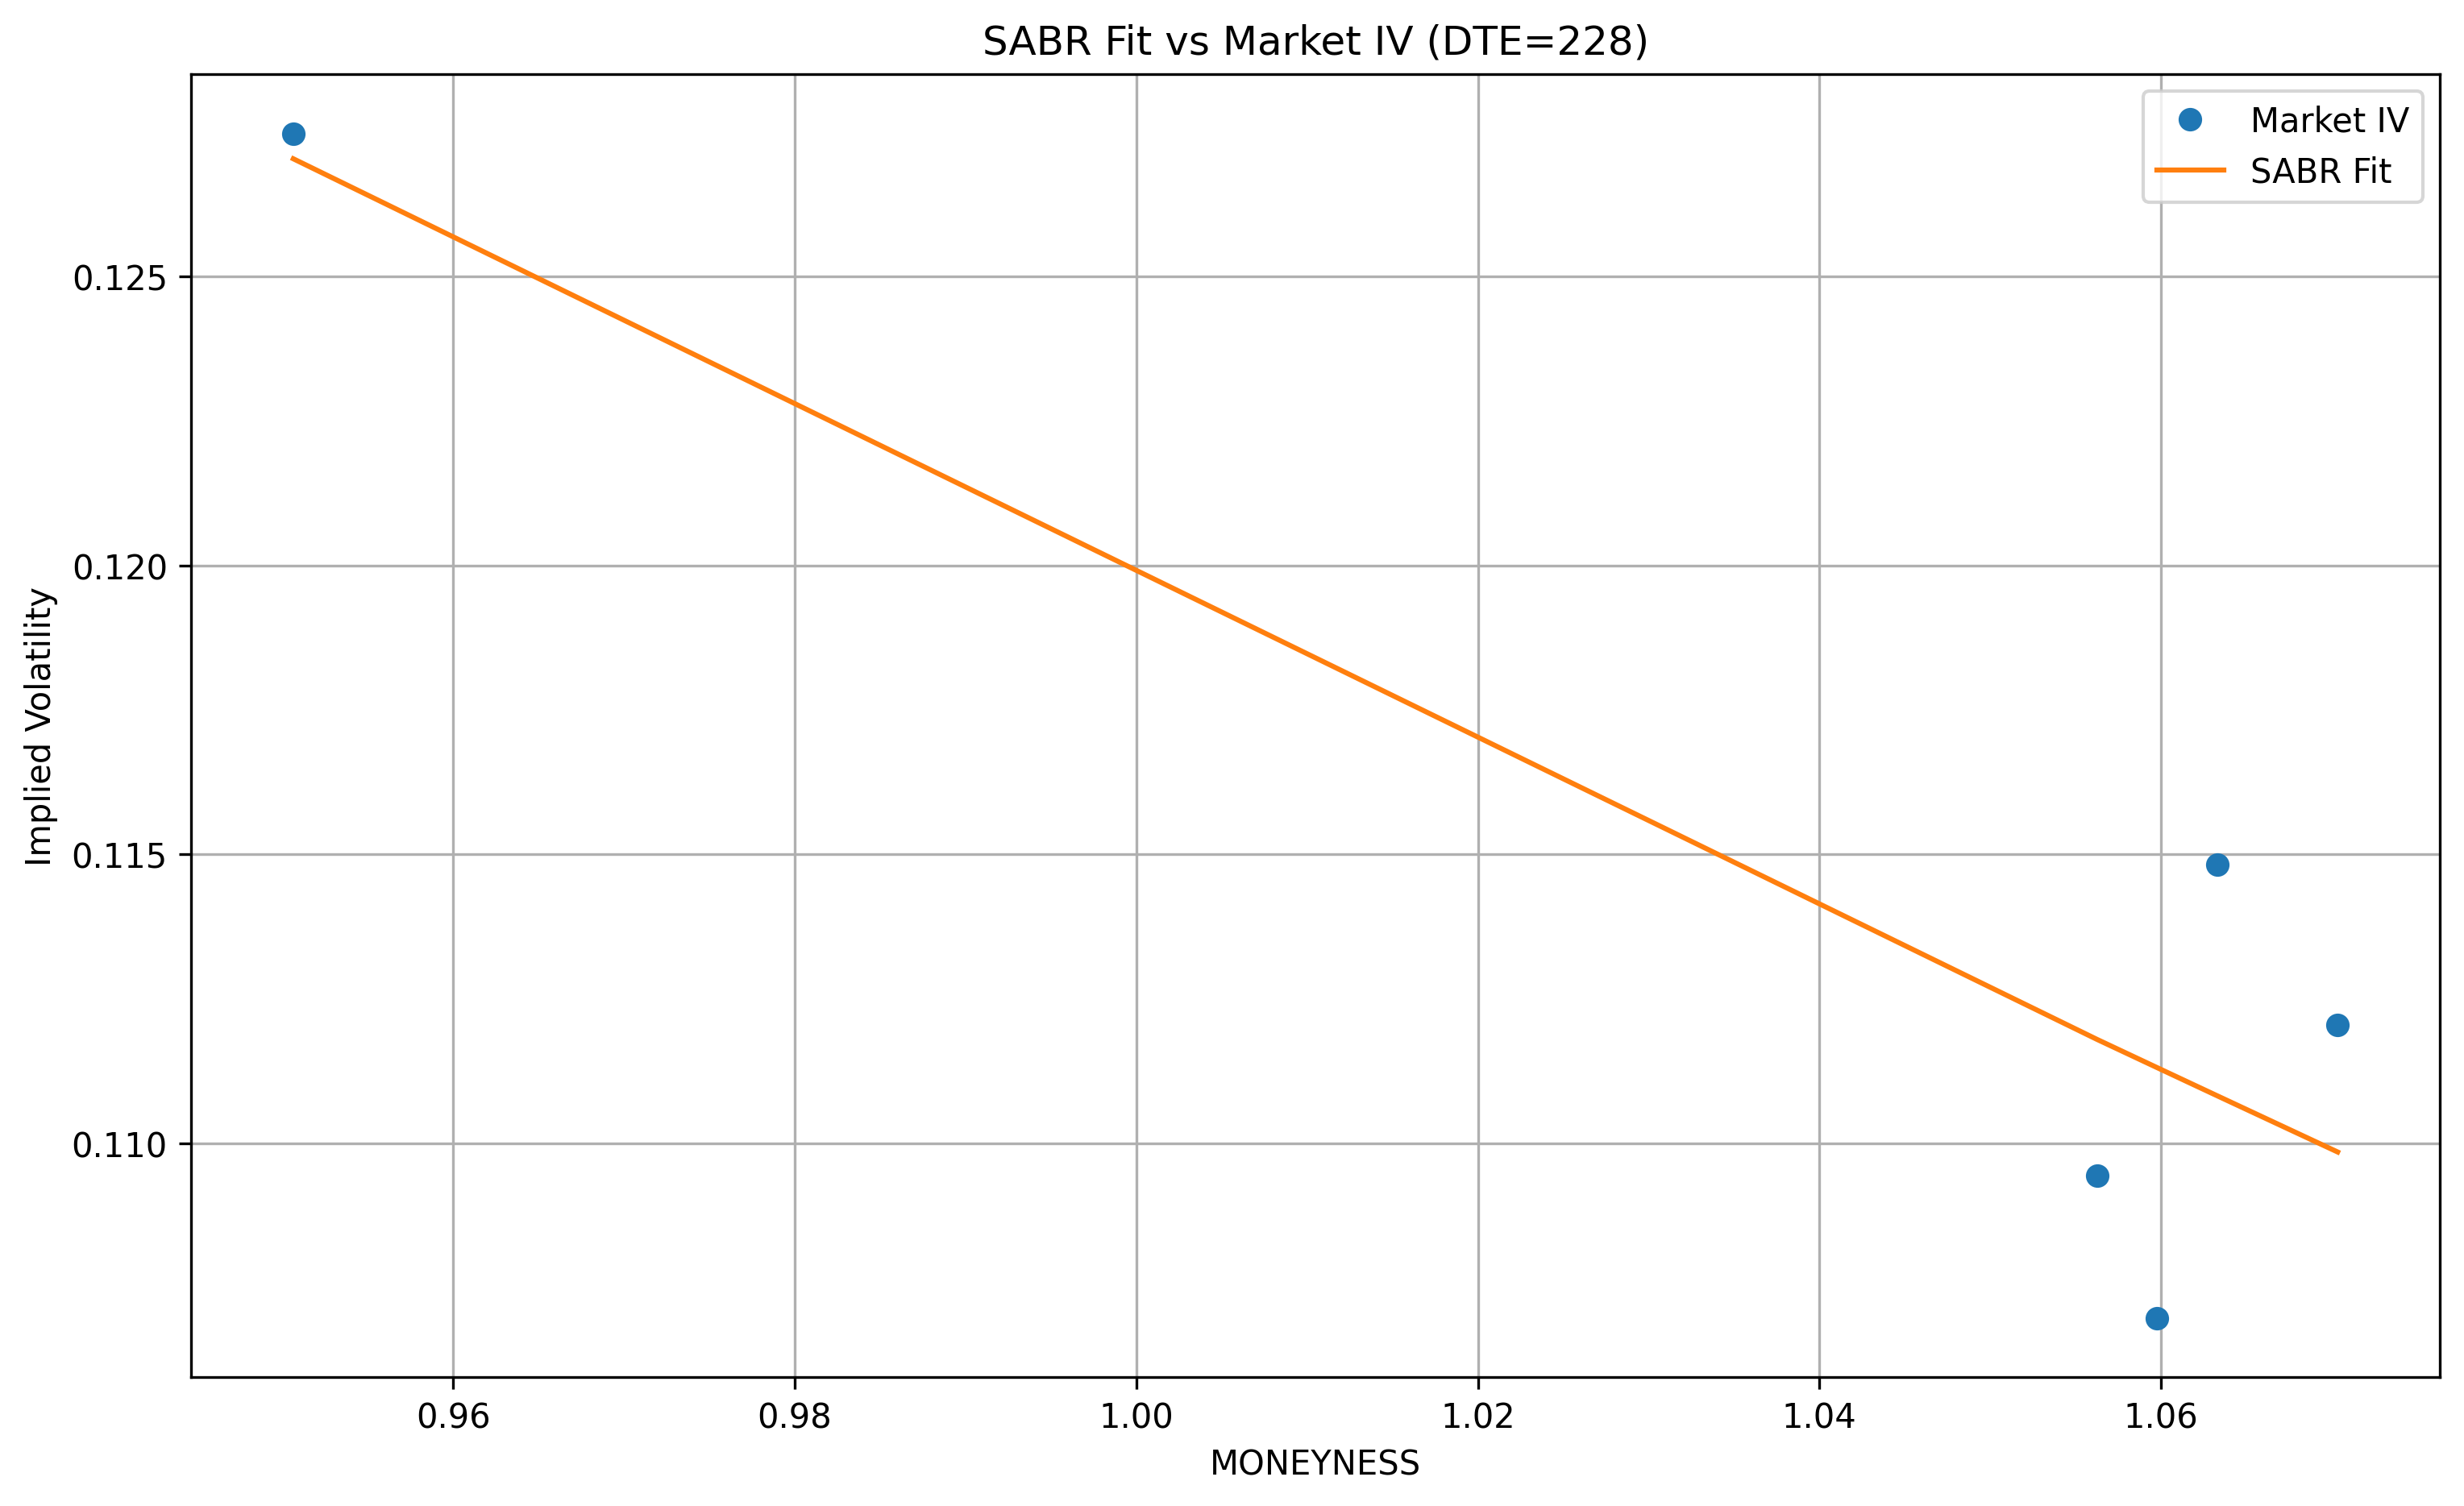 SABR Fit vs Market IV (DTE=228)
Market IV
SABR Fit
Implied Volatility
0.125
0.120
0.115
0.110
0.96 0.98 1.00 1.02 1.04 1.06
MONEYNESS